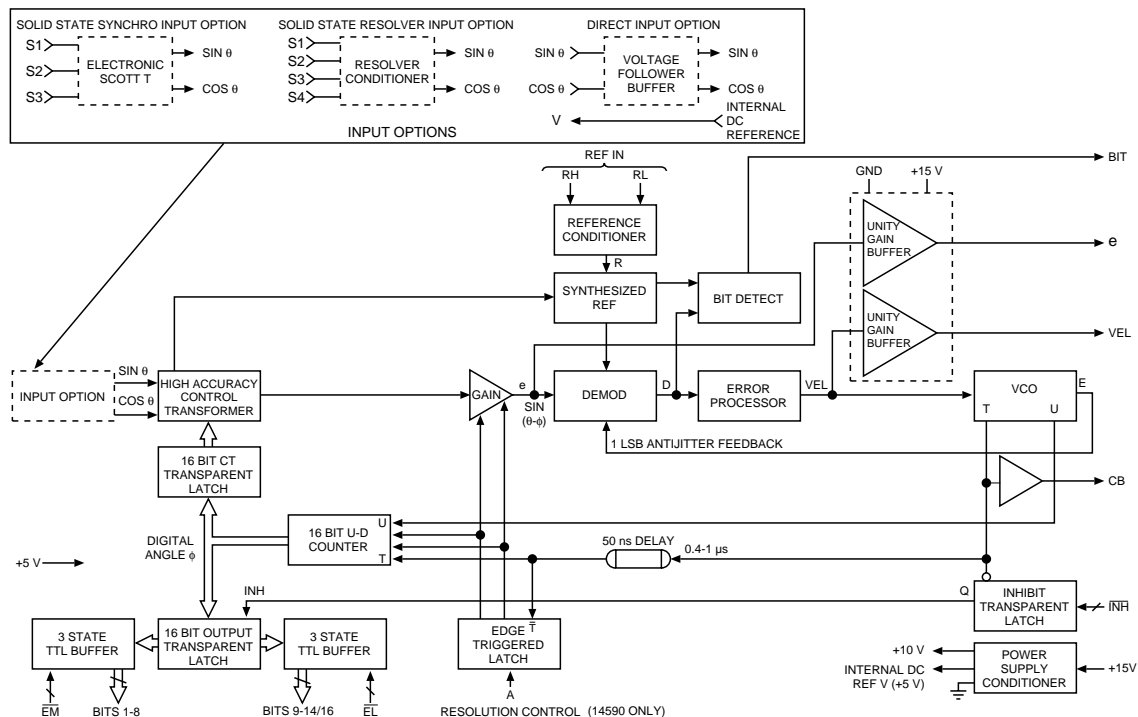 SOLID STATE SYNCHRO INPUT OPTION
S1
S2
S3
ELECTRONIC
SCOTT T
SIN θ
COS θ
SOLID STATE RESOLVER INPUT OPTION
S1
S2
S3
S4
RESOLVER
CONDITIONER
SIN θ
COS θ
DIRECT INPUT OPTION
SIN θ
COS θ
VOLTAGE
FOLLOWER
BUFFER
SIN θ
COS θ
V
INTERNAL
DC
REFERENCE
INPUT OPTIONS
REF IN
RH
RL
REFERENCE
CONDITIONER
R
SYNTHESIZED
REF
BIT DETECT
BIT
GND
+15 V
UNITY
GAIN
BUFFER
e
UNITY
GAIN
BUFFER
VEL
INPUT OPTION
SIN θ
COS θ
HIGH ACCURACY
CONTROL
TRANSFORMER
GAIN
e
SIN
(θ-ϕ)
DEMOD
D
ERROR
PROCESSOR
VEL
VCO
E
T
U
1 LSB ANTIJITTER FEEDBACK
CB
16 BIT CT
TRANSPARENT
LATCH
DIGITAL
ANGLE ϕ
16 BIT U-D
COUNTER
U
T
50 ns DELAY
0.4-1 µs
+5 V
INH
Q
INHIBIT
TRANSPARENT
LATCH
I̅N̅H̅
3 STATE
TTL BUFFER
16 BIT OUTPUT
TRANSPARENT
LATCH
3 STATE
TTL BUFFER
EDGE T̅
TRIGGERED
LATCH
+10 V
INTERNAL DC
REF V (+5 V)
POWER
SUPPLY
CONDITIONER
+15V
E̅M̅
BITS 1-8
BITS 9-14/16
E̅L̅
A
RESOLUTION CONTROL (14590 ONLY)